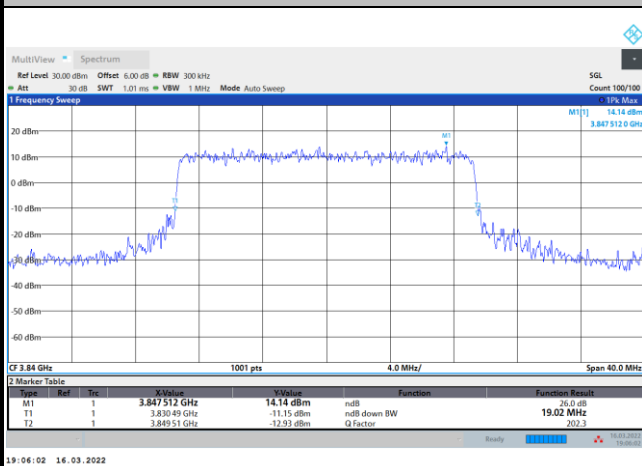 MultiView Spectrum
Ref Level 30.00 dBm Offset 6.00 dB RBW 300 kHz SGL
Att 30 dB SWT 1.01 ms VBW 1 MHz Mode Auto Sweep Count 100/100
1 Frequency Sweep 1Pk Max
M1[1] 14.14 dBm
3.847 512 0 GHz
M1
20 dBm
10 dBm
0 dBm
T1
T2
-10 dBm
-20 dBm
-30 dBm
-40 dBm
-50 dBm
-60 dBm
CF 3.84 GHz 1001 pts 4.0 MHz/ Span 40.0 MHz
2 Marker Table
Type Ref Trc X-Value Y-Value Function Function Result
M1 1 3.847 512 GHz 14.14 dBm ndB 26.0 dB
T1 1 3.830 49 GHz -11.15 dBm ndB down BW 19.02 MHz
T2 1 3.849 51 GHz -12.93 dBm Q Factor 202.3
Ready 16.03.2022
19:06:02
19:06:02 16.03.2022